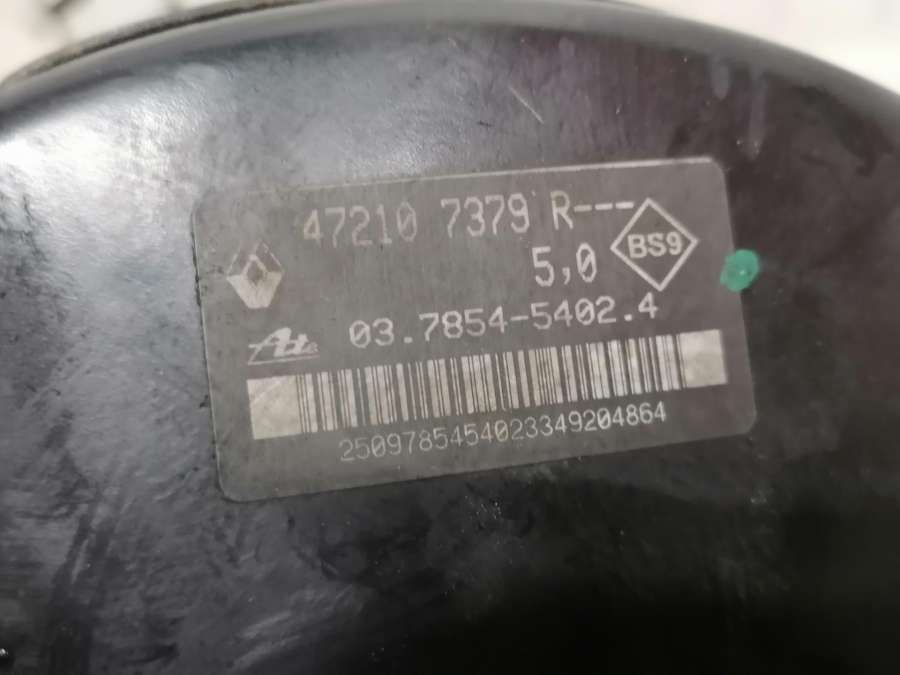 47210 7379 R---
5,0
BS9
Ate 03.7854-5402.4
2509785454023349204864